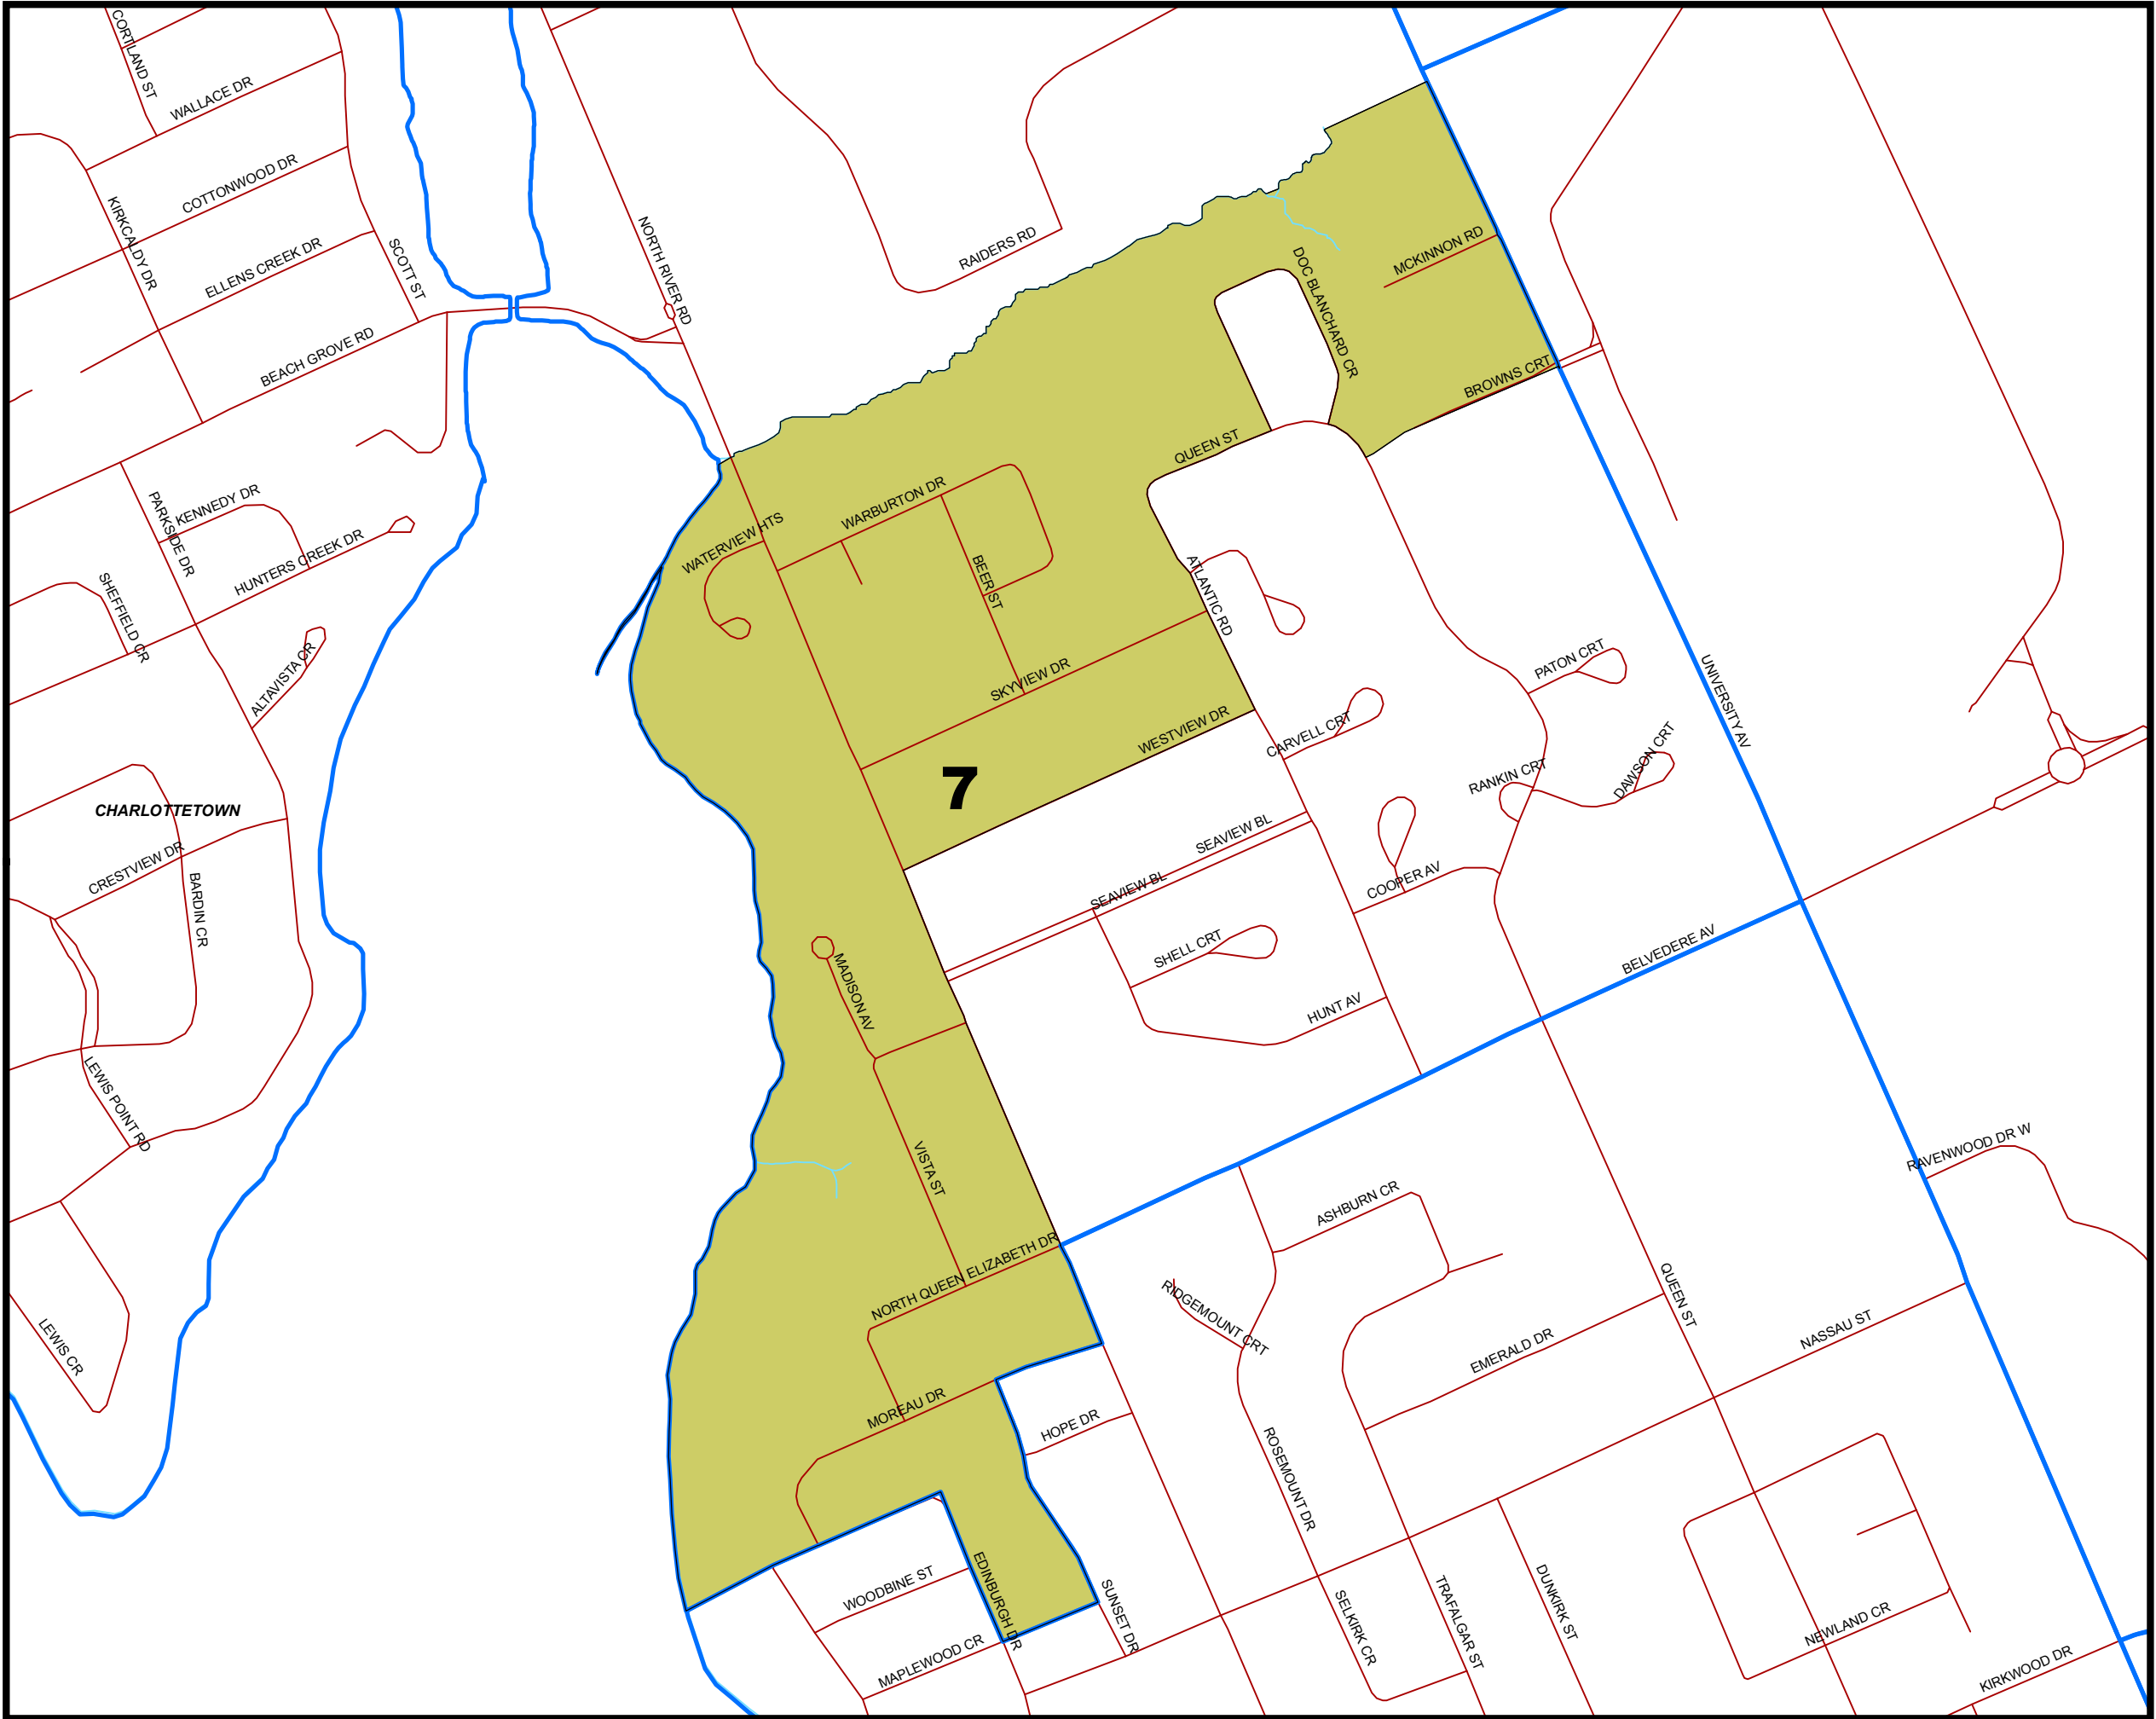 CORTLAND ST
WALLACE DR
COTTONWOOD DR
KIRKCALDY DR
ELLENS CREEK DR
SCOTT ST
BEACH GROVE RD
NORTH RIVER RD
RAIDERS RD
DOC BLANCHARD CR
MCKINNON RD
BROWNS CRT
QUEEN ST
PARKSIDE DR
KENNEDY DR
HUNTERS CREEK DR
SHEFFIELD CR
ALTAVISTA CR
WATERVIEW HTS
WARBURTON DR
BEER ST
ATLANTIC RD
SKYVIEW DR
WESTVIEW DR
7
CARVELL CRT
PATON CRT
UNIVERSITY AV
RANKIN CRT
DAWSON CRT
CHARLOTTETOWN
CRESTVIEW DR
BARDIN CR
SEAVIEW BL
SEAVIEW BL
COOPER AV
SHELL CRT
HUNT AV
BELVEDERE AV
MADISON AV
LEWIS POINT RD
VISTA ST
RAVENWOOD DR W
ASHBURN CR
NORTH QUEEN ELIZABETH DR
RIDGEMOUNT CRT
QUEEN ST
LEWIS CR
EMERALD DR
NASSAU ST
MOREAU DR
HOPE DR
ROSEMOUNT DR
WOODBINE ST
EDINBURGH DR
SUNSET DR
MAPLEWOOD CR
SELKIRK CR
TRAFALGAR ST
DUNKIRK ST
NEWLAND CR
KIRKWOOD DR